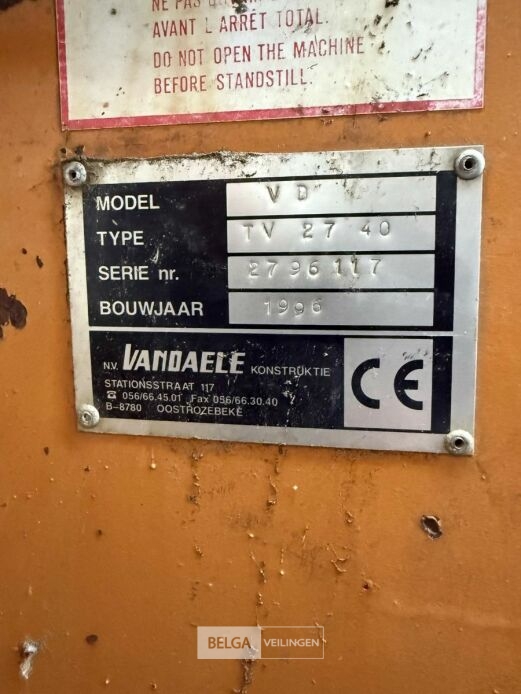 NE PAS
AVANT L ARRÉT TOTAL.
DO NOT OPEN THE MACHINE
BEFORE STANDSTILL.
MODEL VD
TYPE TV 27 40
SERIE nr. 2796117
BOUWJAAR 1996
N.V. VANDAELE KONSTRUKTIE
STATIONSSTRAAT 117
☎ 056/66.45.01 Fax 056/66.30.40
B-8780 OOSTROZEBEKE
CE
BELGA VEILINGEN